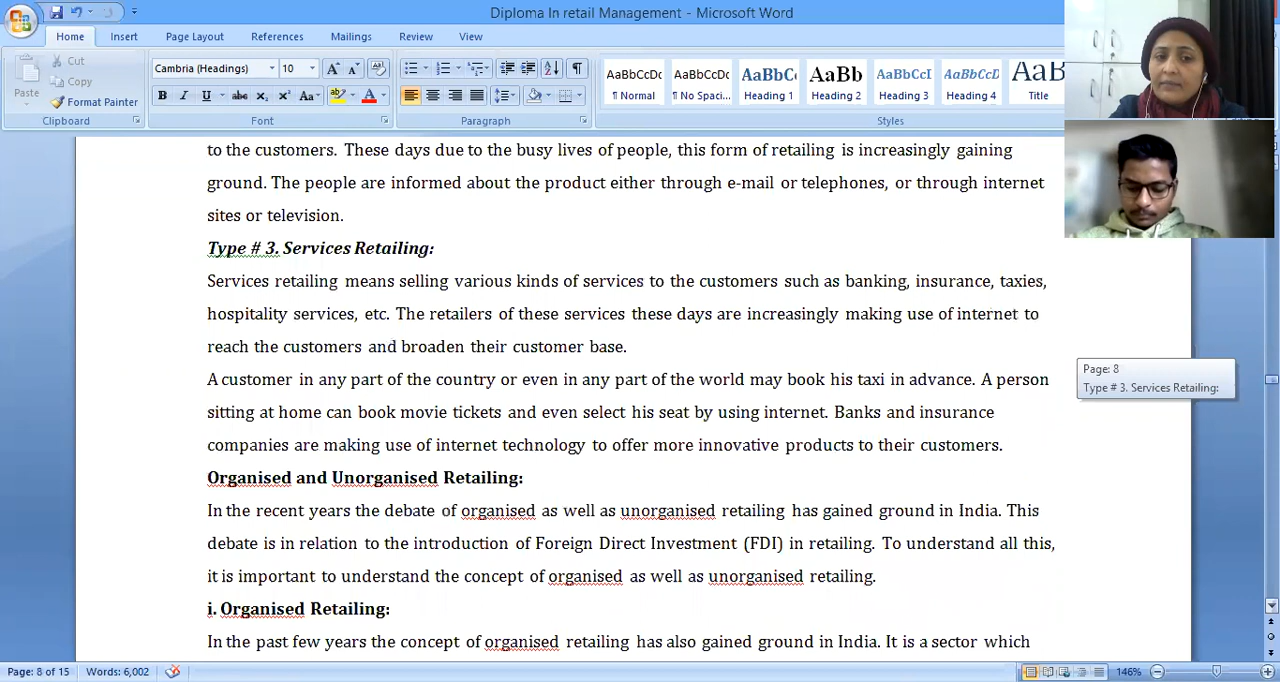 Diploma In retail Management - Microsoft Word
Home Insert Page Layout References Mailings Review View
Paste
Cut
Copy
Format Painter
Clipboard
Cambria (Headings) 10
Font
Paragraph
AaBbCcDc AaBbCcDc AaBbC AaBb AaBbCcI AaBbCcD AaB
¶ Normal ¶ No Spaci... Heading 1 Heading 2 Heading 3 Heading 4 Title
Styles
to the customers. These days due to the busy lives of people, this form of retailing is increasingly gaining
ground. The people are informed about the product either through e-mail or telephones, or through internet
sites or television.
Type # 3. Services Retailing:
Services retailing means selling various kinds of services to the customers such as banking, insurance, taxies,
hospitality services, etc. The retailers of these services these days are increasingly making use of internet to
reach the customers and broaden their customer base.
A customer in any part of the country or even in any part of the world may book his taxi in advance. A person
sitting at home can book movie tickets and even select his seat by using internet. Banks and insurance
companies are making use of internet technology to offer more innovative products to their customers.
Organised and Unorganised Retailing:
In the recent years the debate of organised as well as unorganised retailing has gained ground in India. This
debate is in relation to the introduction of Foreign Direct Investment (FDI) in retailing. To understand all this,
it is important to understand the concept of organised as well as unorganised retailing.
i. Organised Retailing:
In the past few years the concept of organised retailing has also gained ground in India. It is a sector which
Page: 8
Type # 3. Services Retailing:
Page: 8 of 15 Words: 6,002 146%